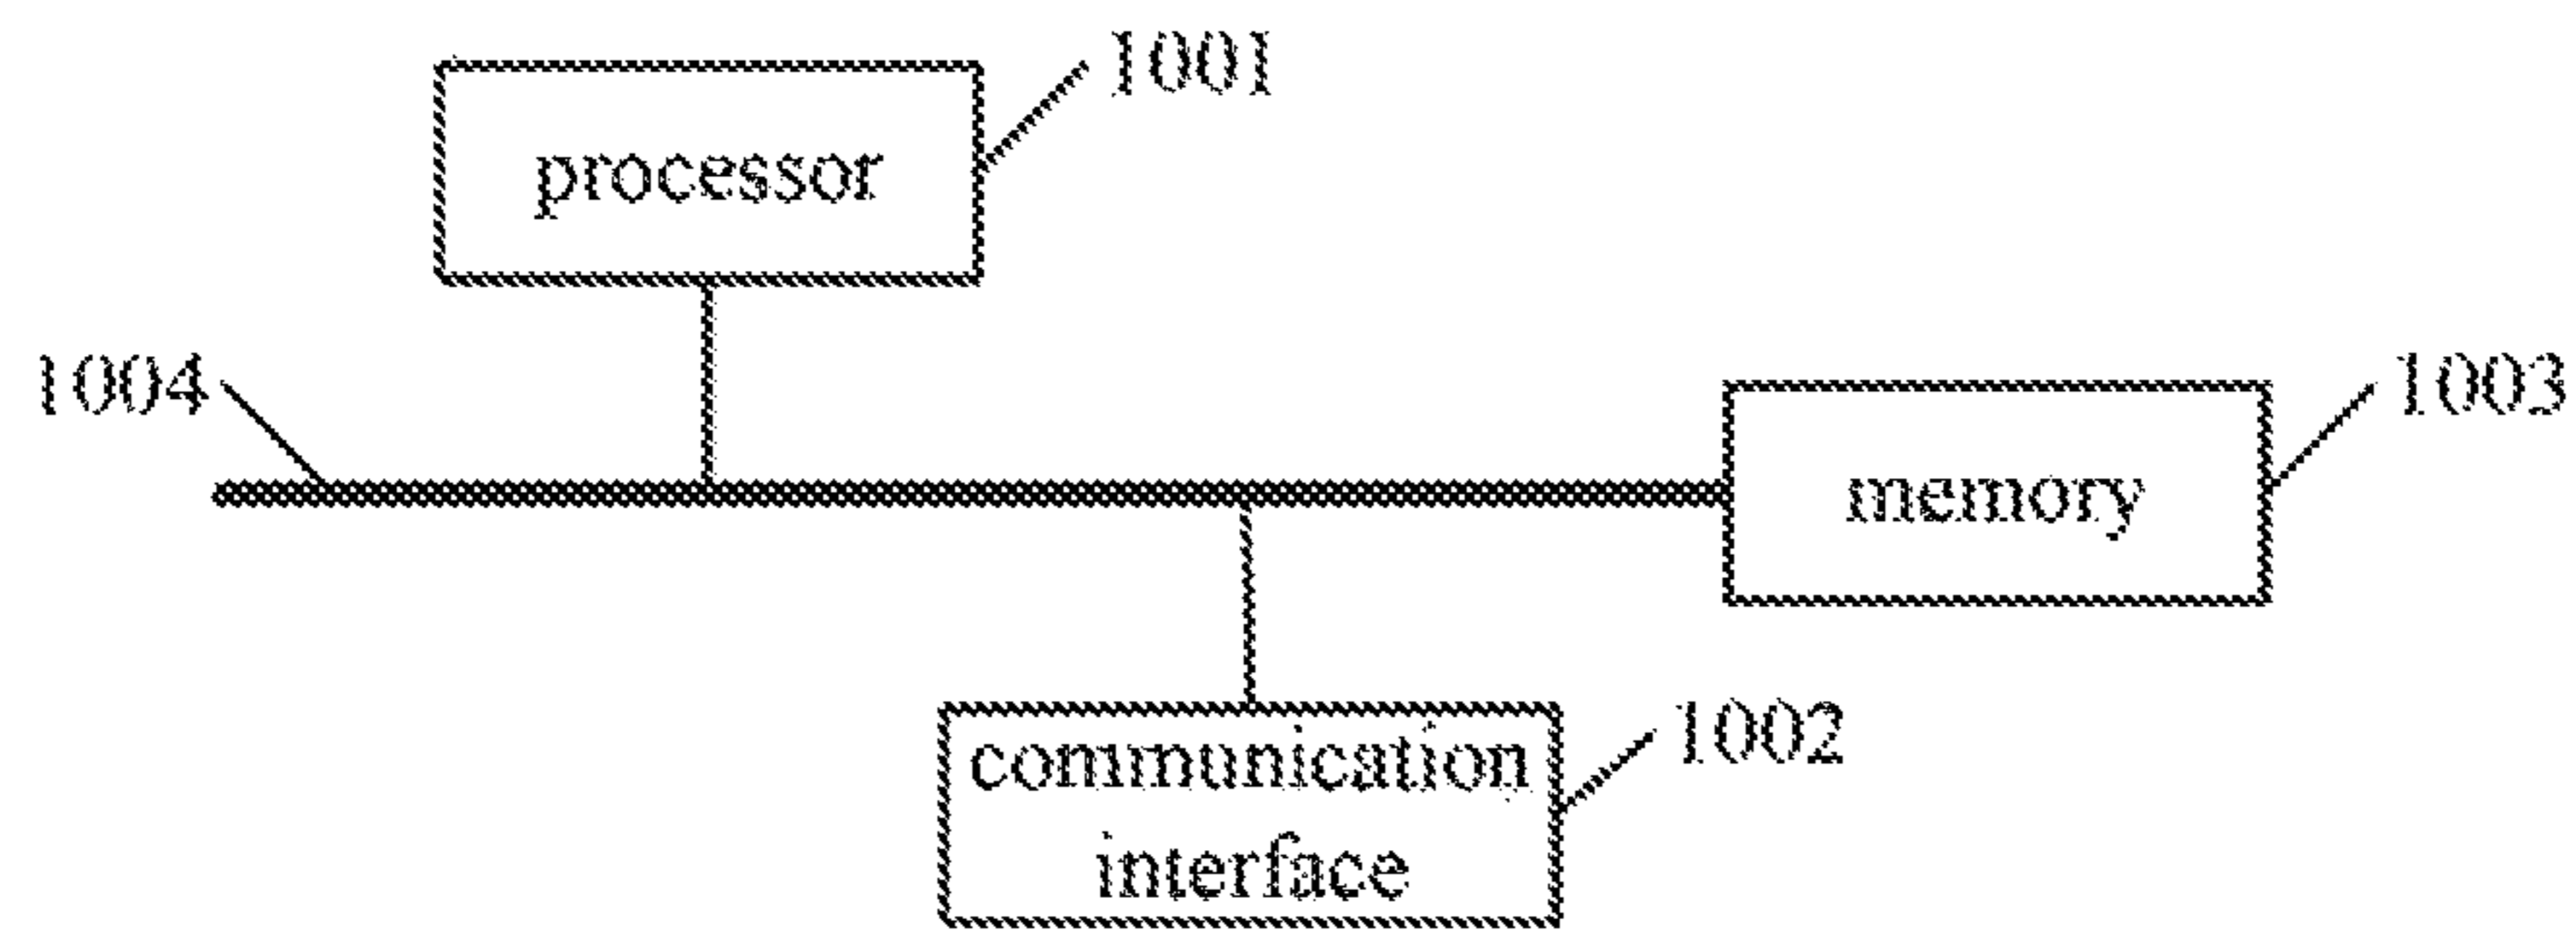 1001
processor
1004
1003
memory
1002
communication
interface